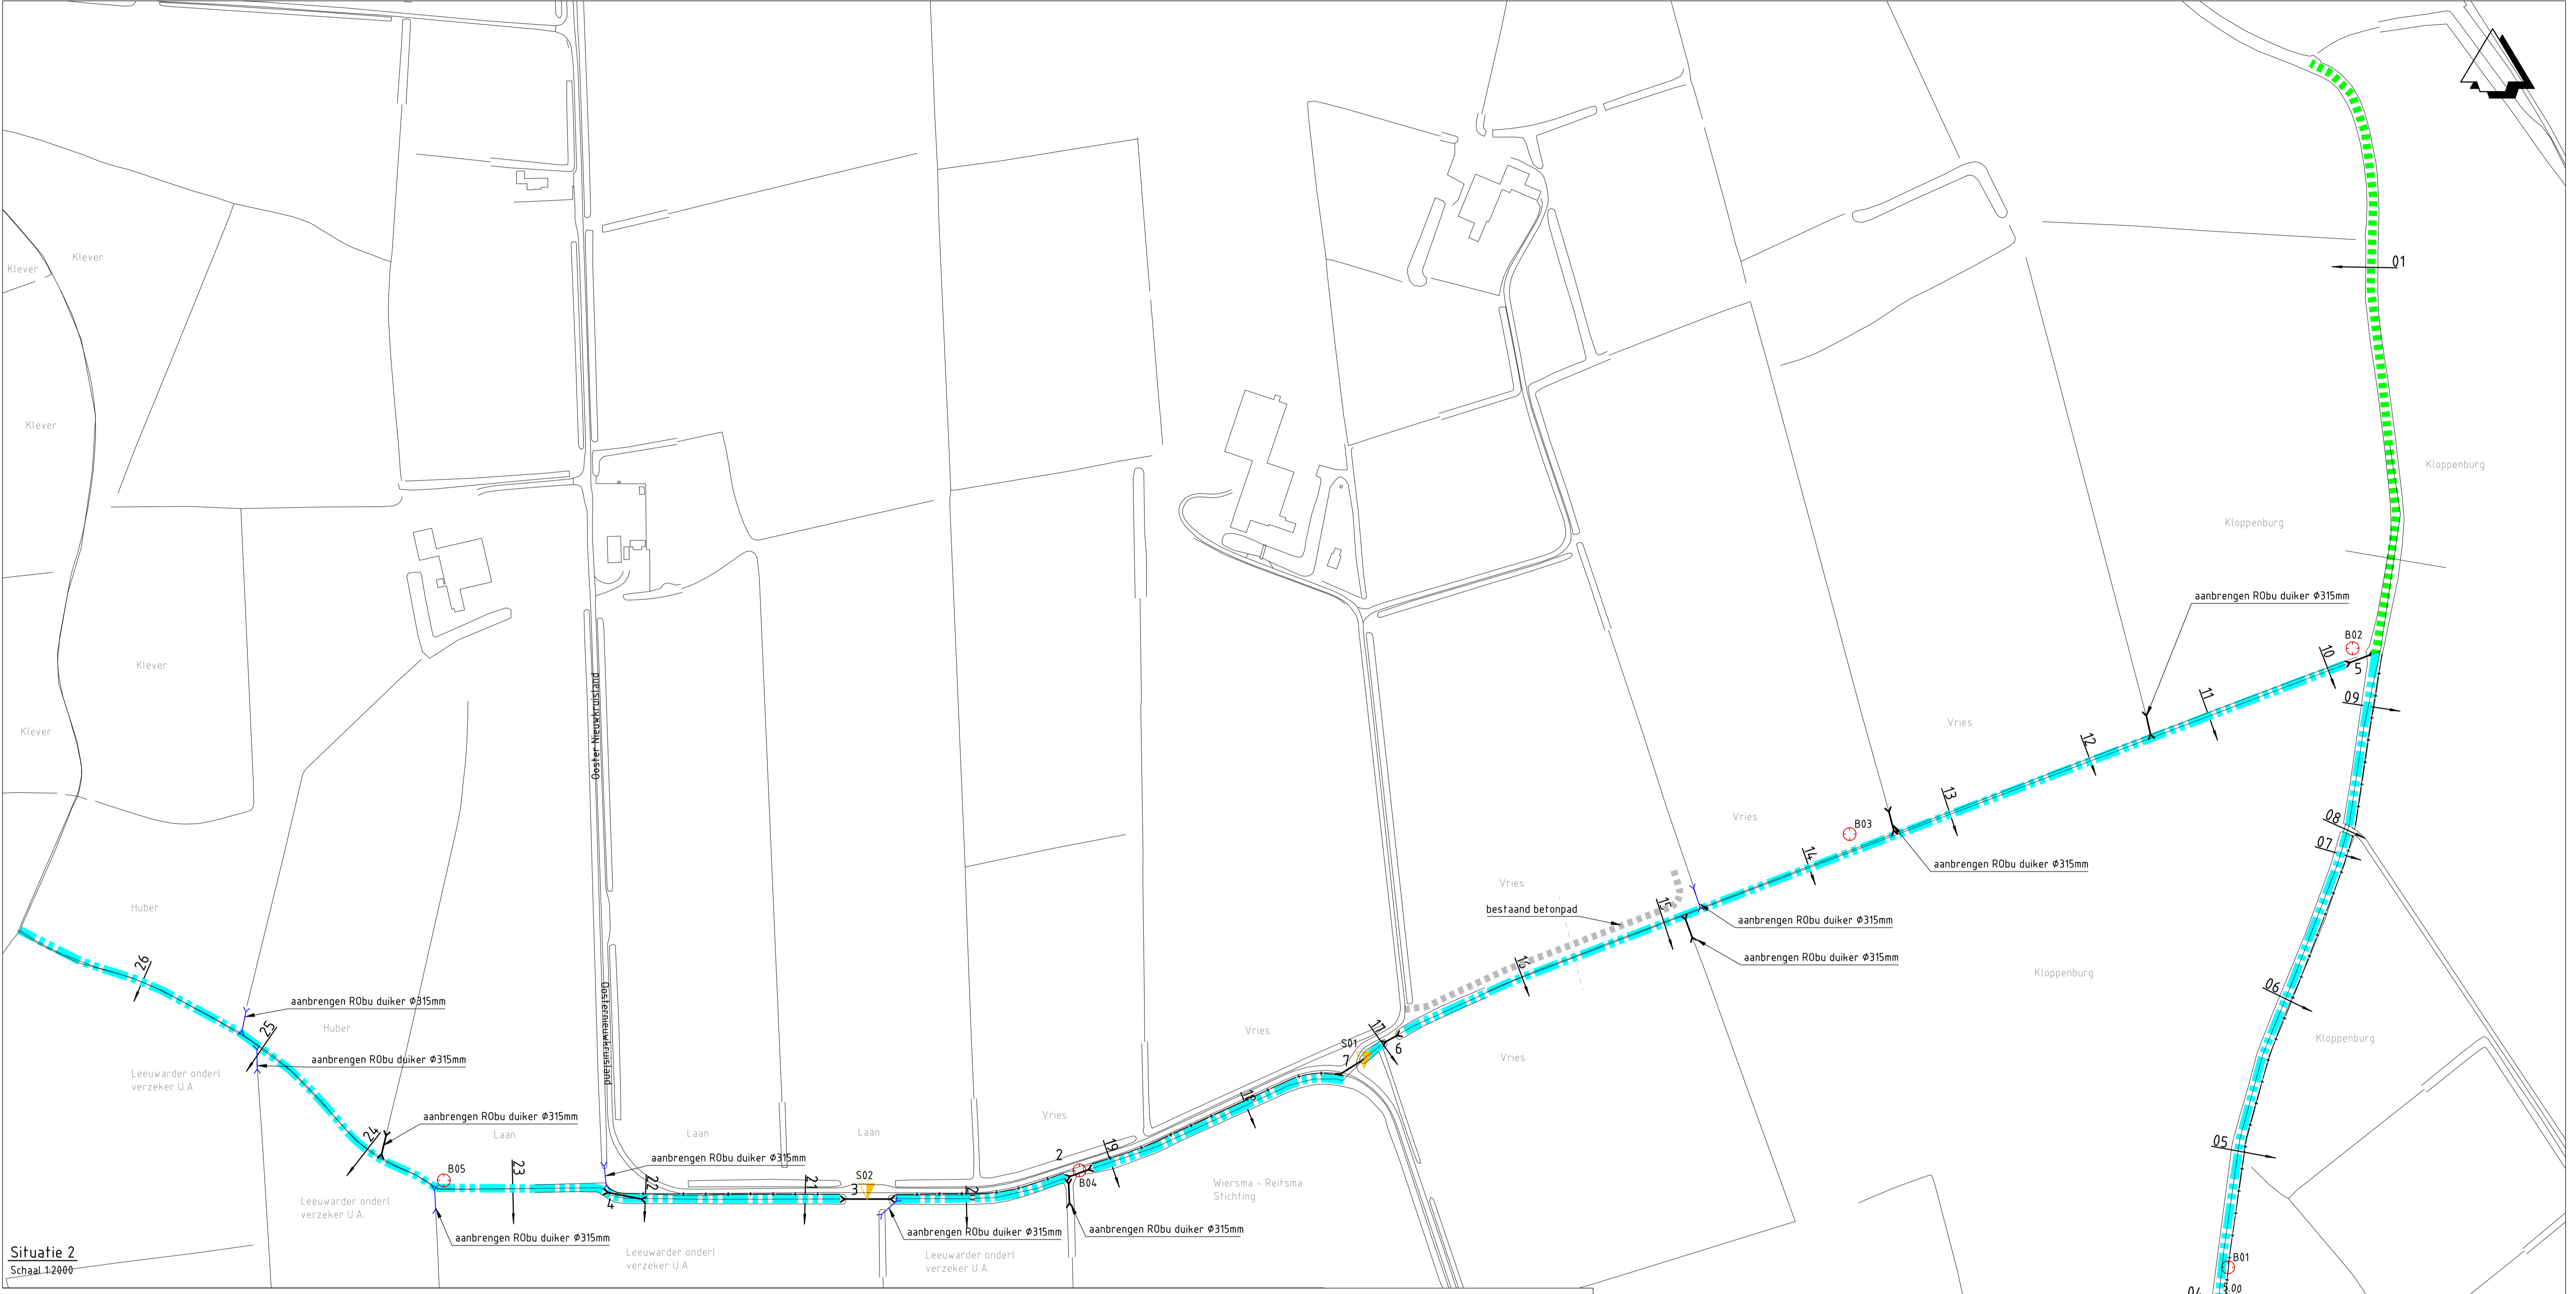 01
Klever
Klever
Klever
Kloppenburg
Kloppenburg
aanbrengen RObu duiker Ø315mm
B02
10
5
Klever
09
11
Ooster Nieuwkruisland
Vries
Klever
12
13
Vries
08
B03
07
14
aanbrengen RObu duiker Ø315mm
Vries
15
bestaand betonpad
aanbrengen RObu duiker Ø315mm
Huber
aanbrengen RObu duiker Ø315mm
26
16
Kloppenburg
06
Oosternieuwkruisland
aanbrengen RObu duiker Ø315mm
25
Huber
Vries
17
S01
6
7
Vries
Kloppenburg
aanbrengen RObu duiker Ø315mm
Leeuwarder onderl
verzeker U.A.
18
aanbrengen RObu duiker Ø315mm
Vries
24
Laan
Laan
Laan
05
2
19
aanbrengen RObu duiker Ø315mm
B05
23
S02
22
21
3
20
B04
Wiersma - Reitsma
Stichting
4
Leeuwarder onderl
verzeker U.A.
aanbrengen RObu duiker Ø315mm
aanbrengen RObu duiker Ø315mm
aanbrengen RObu duiker Ø315mm
Leeuwarder onderl
verzeker U.A.
Leeuwarder onderl
verzeker U.A.
Situatie 2
Schaal 1:2000
B01
04